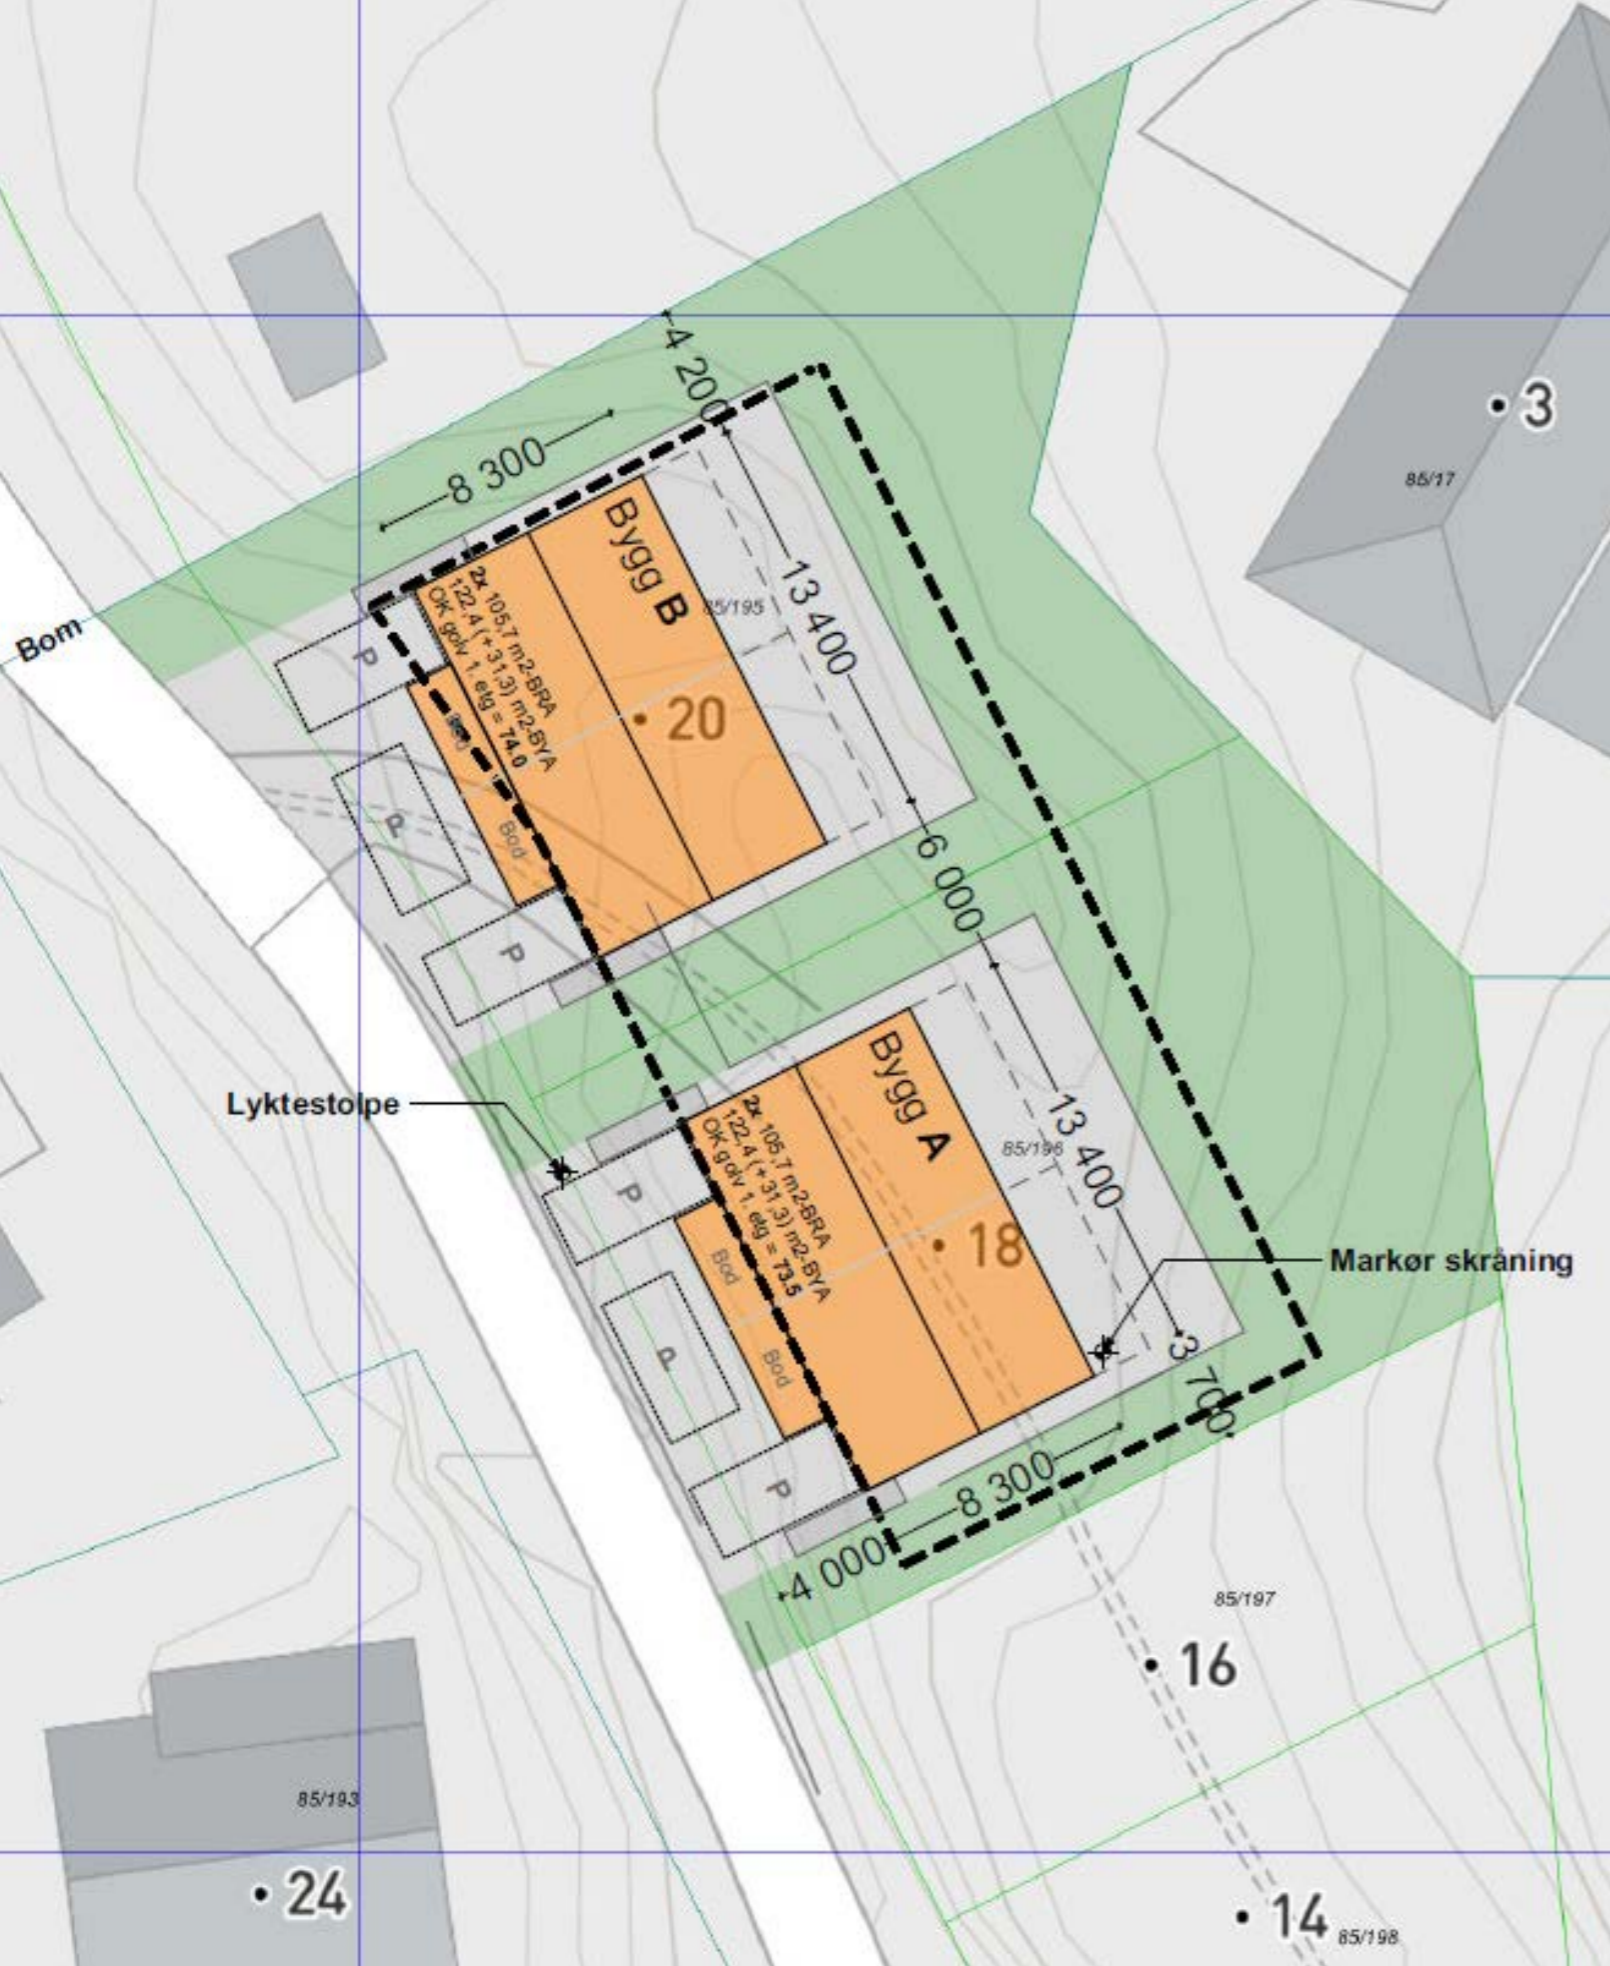 4 200
3
8 300
85/17
Bygg B
2x 105,7 m2-BRA
122,4 (+31,3) m2-BYA
OK golv 1. etg = 74.0
13 400
85/195
Bom
P
20
Bod
P
Bod
6 000
P
Bygg A
2x 105,7 m2-BRA
122,4 (+31,3) m2-BYA
OK golv 1. etg = 73.5
13 400
85/196
Lyktestolpe
P
18
Bod
Markør skråning
P
Bod
3 700
8 300
P
4 000
85/197
16
85/193
24
14
85/198